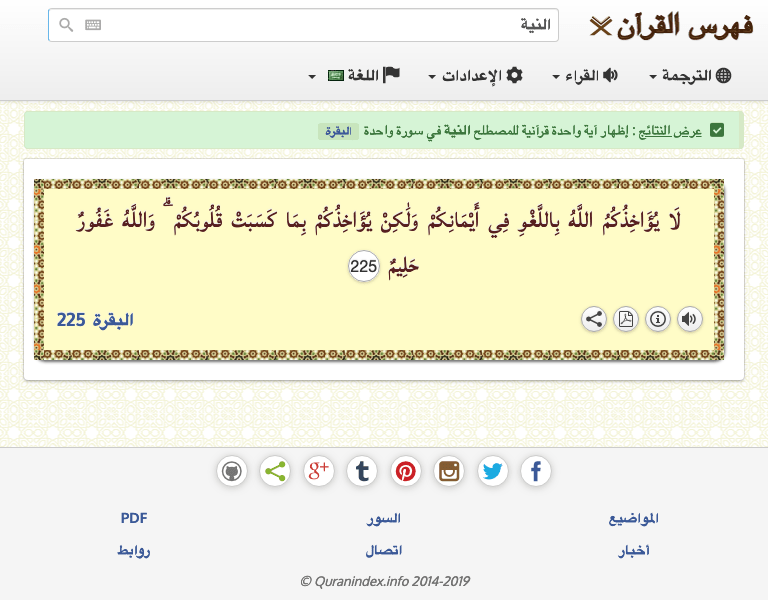 فهرس القرآن
النية
الترجمة القراء الإعدادات اللغة
عرض النتائج : إظهار آية واحدة قرآنية للمصطلح النية في سورة واحدة البقرة
لَا يُؤَاخِذُكُمُ اللَّهُ بِاللَّغْوِ فِي أَيْمَانِكُمْ وَلَٰكِنْ يُؤَاخِذُكُمْ بِمَا كَسَبَتْ قُلُوبُكُمْ ۗ وَاللَّهُ غَفُورٌ
حَلِيمٌ 225
البقرة 225
المواضيع السور PDF
أخبار اتصال روابط
© Quranindex.info 2014-2019